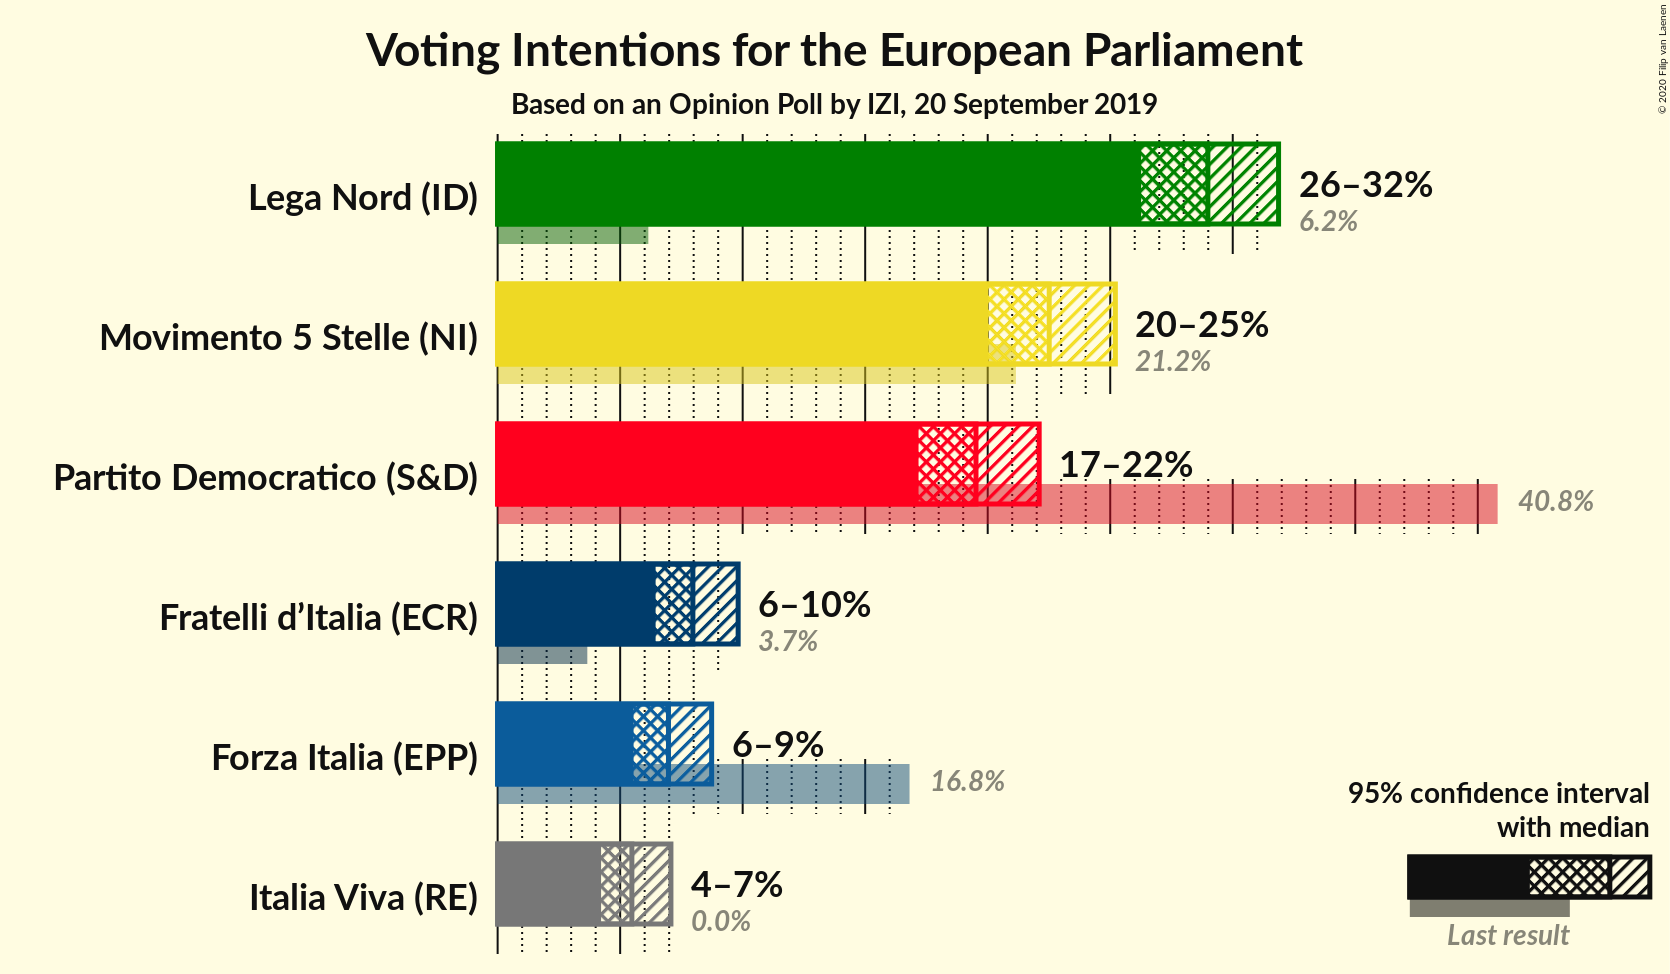 Voting Intentions for the European Parliament
Based on an Opinion Poll by IZI, 20 September 2019
© 2020 Filip van Laenen
Lega Nord (ID)
26–32%
6.2%
Movimento 5 Stelle (NI)
20–25%
21.2%
Partito Democratico (S&D)
17–22%
40.8%
Fratelli d’Italia (ECR)
6–10%
3.7%
Forza Italia (EPP)
6–9%
16.8%
Italia Viva (RE)
4–7%
0.0%
95% confidence interval
with median
Last result